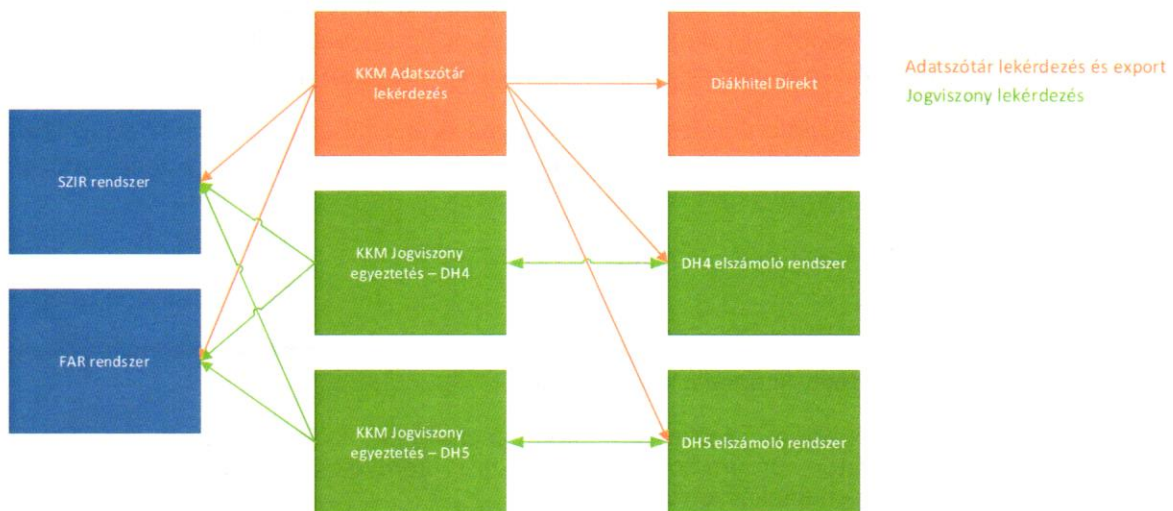 SZIR rendszer
FAR rendszer
KKM Adatszótár
lekérdezés
KKM Jogviszony
egyeztetés – DH4
KKM Jogviszony
egyeztetés – DH5
Diákhitel Direkt
DH4 elszámoló rendszer
DH5 elszámoló rendszer
Adatszótár lekérdezés és export
Jogviszony lekérdezés